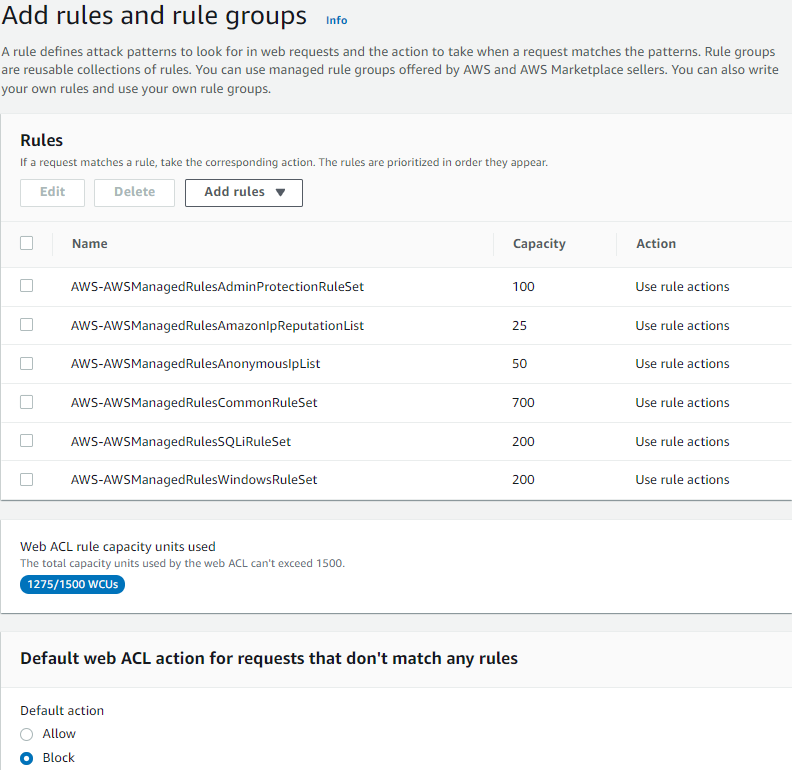 Add rules and rule groups Info
A rule defines attack patterns to look for in web requests and the action to take when a request matches the patterns. Rule groups
are reusable collections of rules. You can use managed rule groups offered by AWS and AWS Marketplace sellers. You can also write
your own rules and use your own rule groups.
Rules
If a request matches a rule, take the corresponding action. The rules are prioritized in order they appear.
Edit Delete Add rules
Name Capacity Action
AWS-AWSManagedRulesAdminProtectionRuleSet 100 Use rule actions
AWS-AWSManagedRulesAmazonIpReputationList 25 Use rule actions
AWS-AWSManagedRulesAnonymousIpList 50 Use rule actions
AWS-AWSManagedRulesCommonRuleSet 700 Use rule actions
AWS-AWSManagedRulesSQLiRuleSet 200 Use rule actions
AWS-AWSManagedRulesWindowsRuleSet 200 Use rule actions
Web ACL rule capacity units used
The total capacity units used by the web ACL can't exceed 1500.
1275/1500 WCUs
Default web ACL action for requests that don't match any rules
Default action
Allow
Block